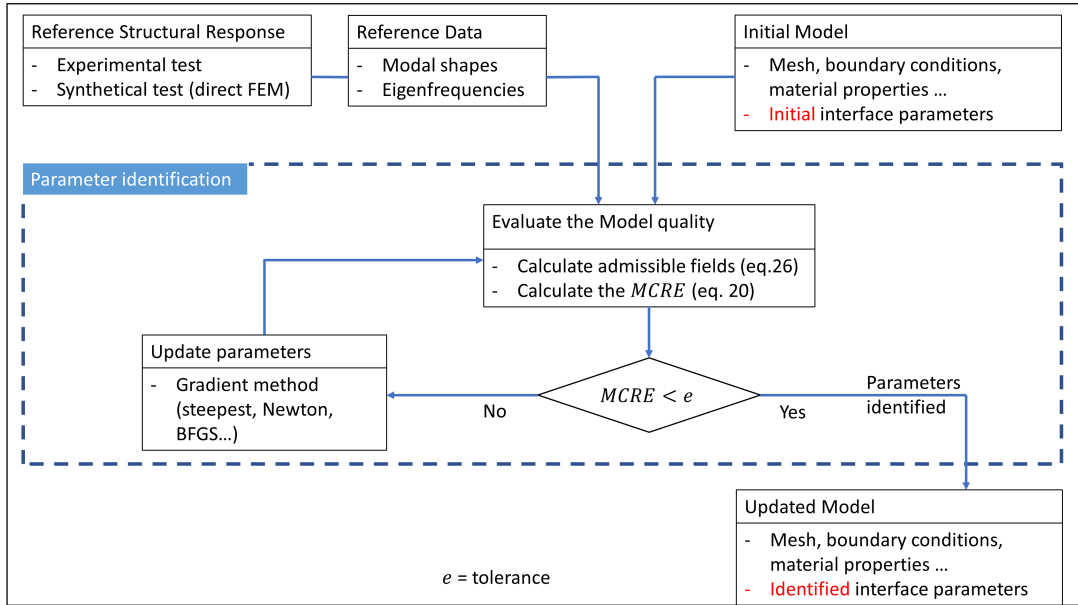 Reference Structural Response
- Experimental test
- Synthetical test (direct FEM)
Reference Data
- Modal shapes
- Eigenfrequencies
Initial Model
- Mesh, boundary conditions,
material properties ...
- Initial interface parameters
Parameter identification
Evaluate the Model quality
- Calculate admissible fields (eq.26)
- Calculate the MCRE (eq. 20)
Update parameters
- Gradient method
(steepest, Newton,
BFGS...)
MCRE < e
No
Yes
Parameters
identified
Updated Model
- Mesh, boundary conditions,
material properties ...
- Identified interface parameters
e = tolerance